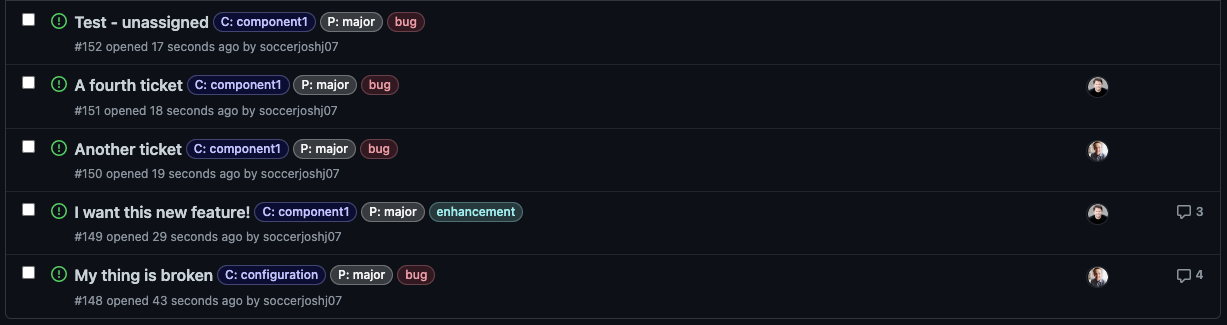 Test - unassigned C: component1 P: major bug
#152 opened 17 seconds ago by soccerjoshj07
A fourth ticket C: component1 P: major bug
#151 opened 18 seconds ago by soccerjoshj07
Another ticket C: component1 P: major bug
#150 opened 19 seconds ago by soccerjoshj07
I want this new feature! C: component1 P: major enhancement 3
#149 opened 29 seconds ago by soccerjoshj07
My thing is broken C: configuration P: major bug 4
#148 opened 43 seconds ago by soccerjoshj07